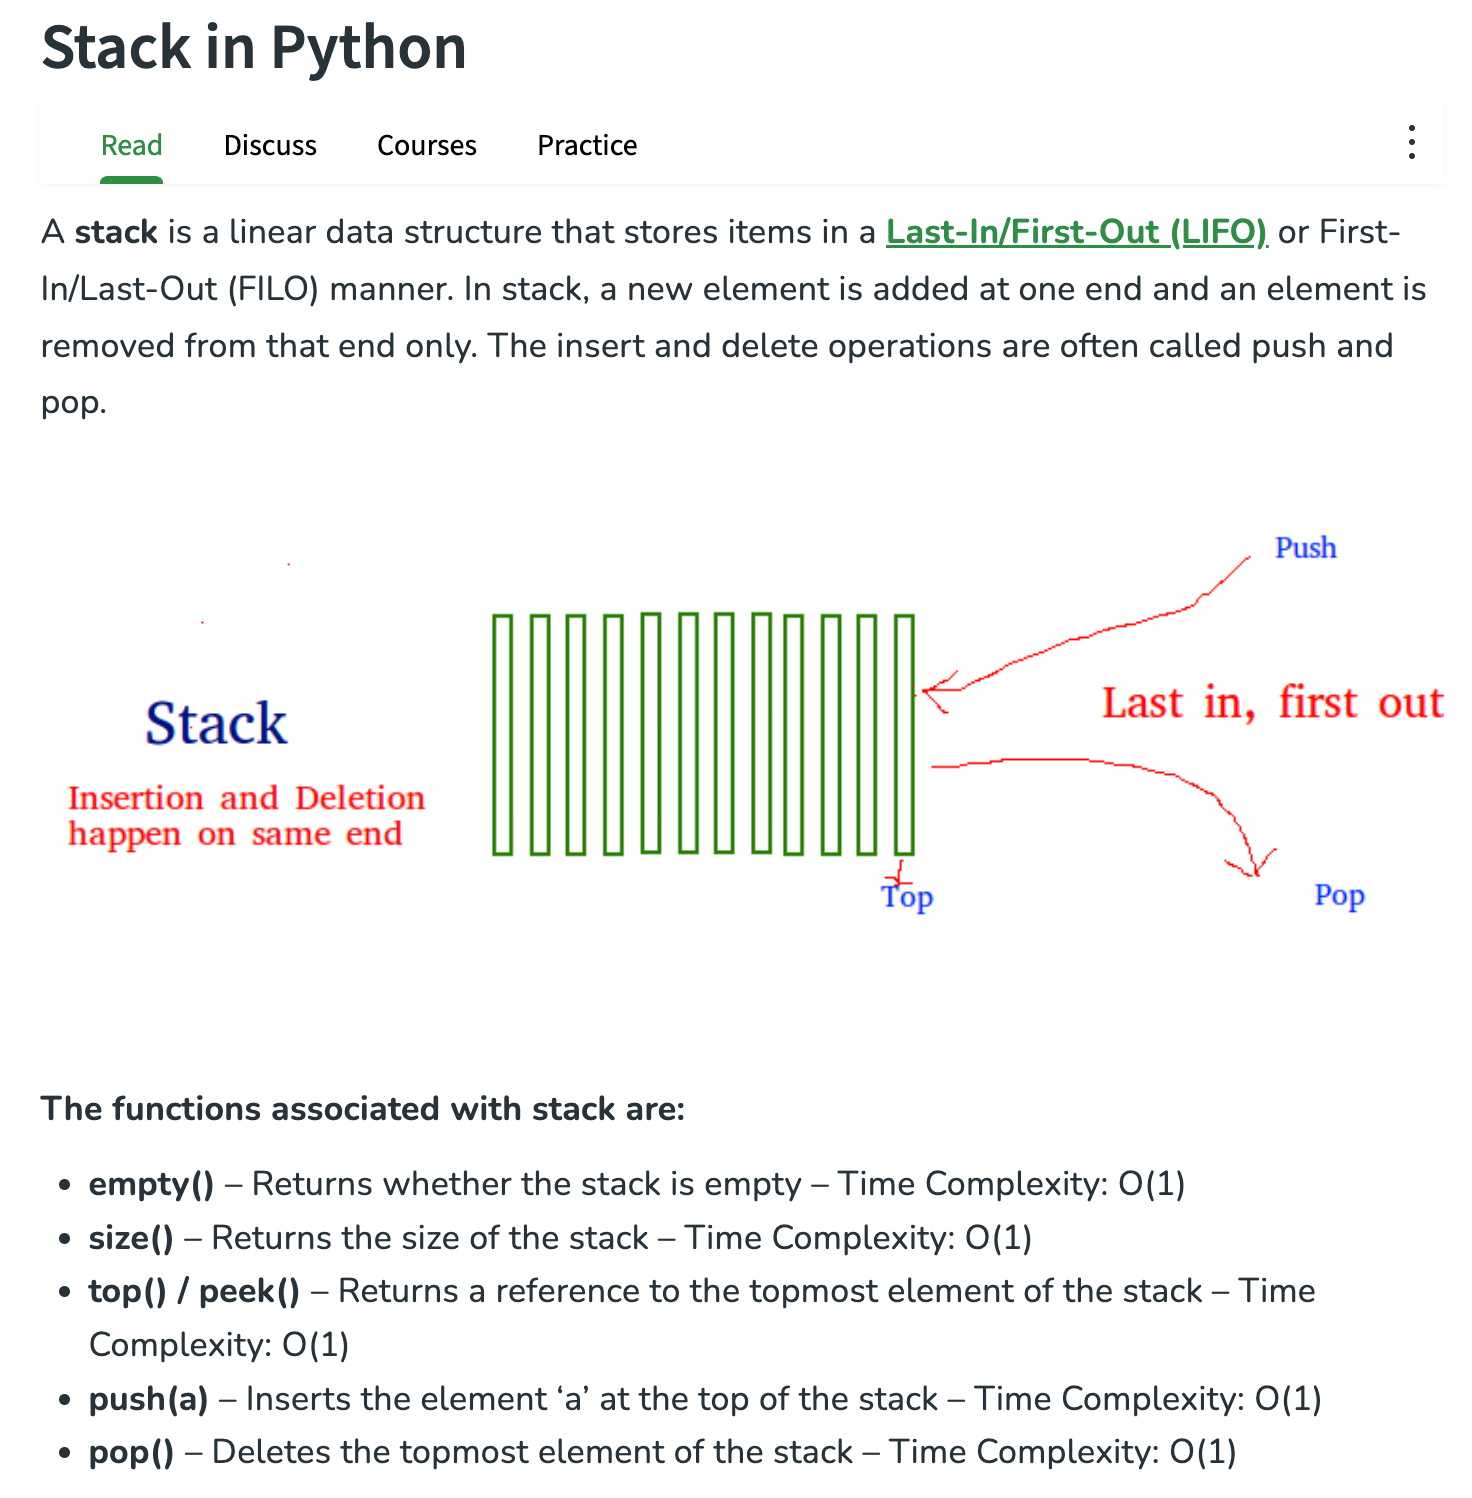 Stack in Python
Read Discuss Courses Practice
A stack is a linear data structure that stores items in a Last-In/First-Out (LIFO) or First-
In/Last-Out (FILO) manner. In stack, a new element is added at one end and an element is
removed from that end only. The insert and delete operations are often called push and
pop.
Push
Last in, first out
Stack
Insertion and Deletion
happen on same end
Top
Pop
The functions associated with stack are:
• empty() – Returns whether the stack is empty – Time Complexity: O(1)
• size() – Returns the size of the stack – Time Complexity: O(1)
• top() / peek() – Returns a reference to the topmost element of the stack – Time
Complexity: O(1)
• push(a) – Inserts the element ‘a’ at the top of the stack – Time Complexity: O(1)
• pop() – Deletes the topmost element of the stack – Time Complexity: O(1)